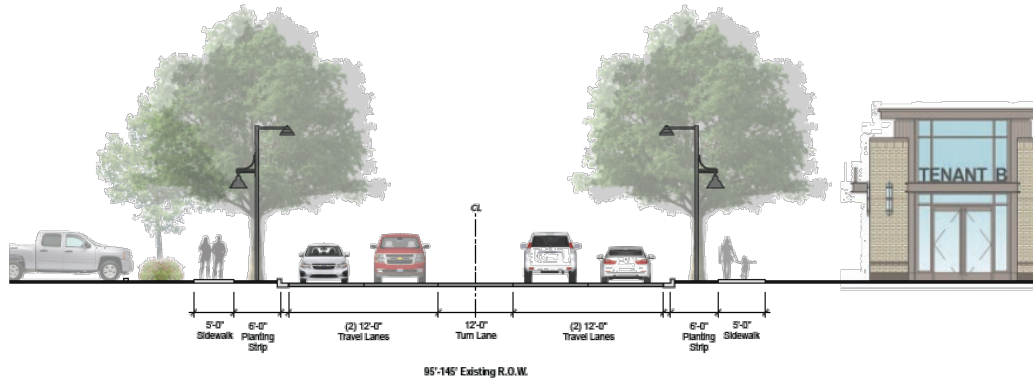 TENANT B
CL
5'-0"
Sidewalk
6'-0"
Planting
Strip
(2) 12'-0"
Travel Lanes
12'-0"
Turn Lane
(2) 12'-0"
Travel Lanes
6'-0"
Planting
Strip
5'-0"
Sidewalk
95'-145' Existing R.O.W.